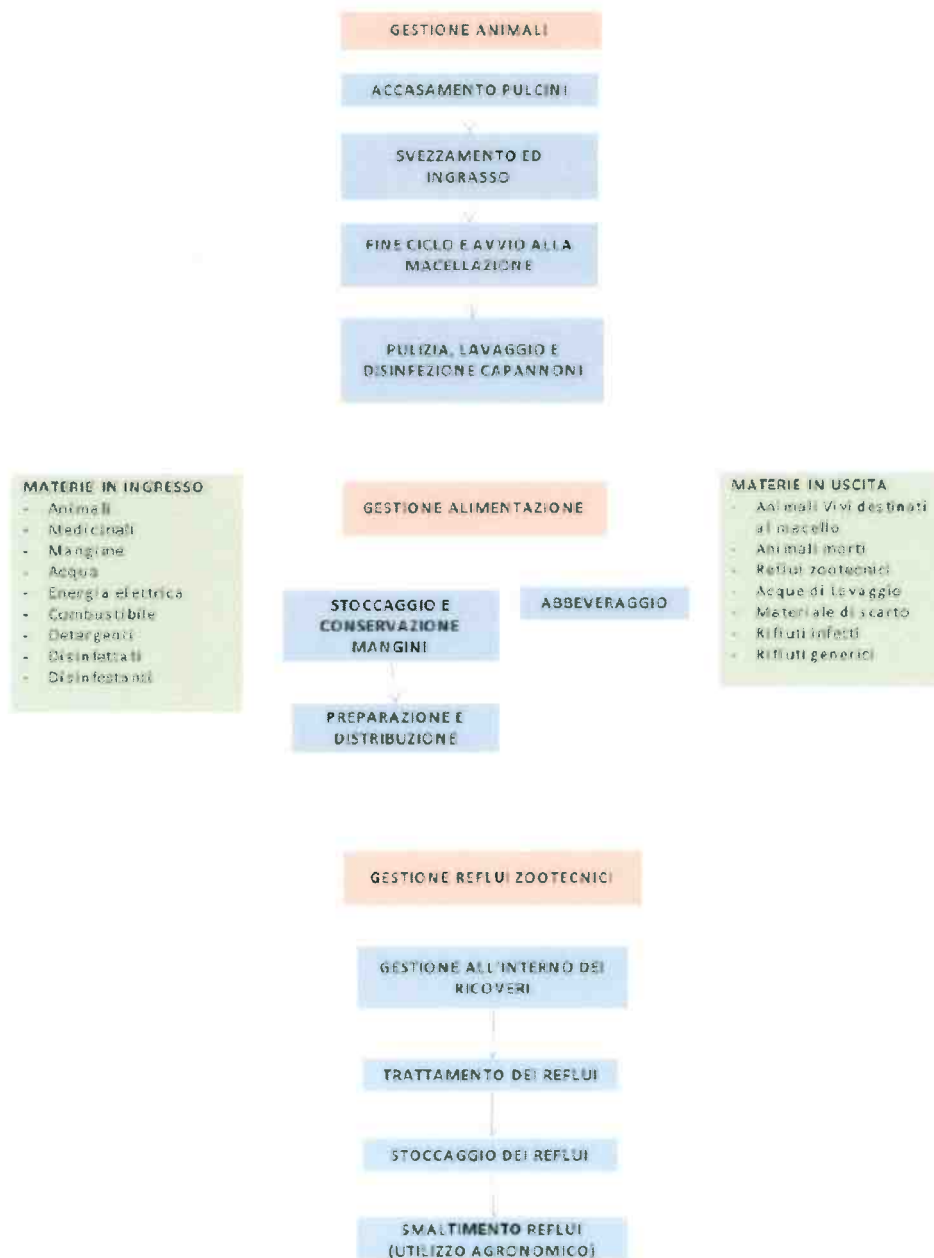 GESTIONE ANIMALI
ACCASAMENTO PULCINI
SVEZZAMENTO ED
INGRASSO
FINE CICLO E AVVIO ALLA
MACELLAZIONE
PULIZIA, LAVAGGIO E
DISINFEZIONE CAPANNONI
MATERIE IN INGRESSO
- Animali
- Medicinali
- Mangime
- Acqua
- Energia elettrica
- Combustibile
- Detergenti
- Disinfettati
- Disinfestanti
GESTIONE ALIMENTAZIONE
STOCCAGGIO E
CONSERVAZIONE
MANGINI
ABBEVERAGGIO
PREPARAZIONE E
DISTRIBUZIONE
MATERIE IN USCITA
- Animali Vivi destinati
al macello
- Animali morti
- Reflui zootecnici
- Acque di Lavaggio
- Materiale di scarto
- Rifiuti infetti
- Rifiuti generici
GESTIONE REFLUI ZOOTECNICI
GESTIONE ALL'INTERNO DEI
RICOVERI
TRATTAMENTO DEI REFLUI
STOCCAGGIO DEI REFLUI
SMALTIMENTO REFLUI
(UTILIZZO AGRONOMICO)